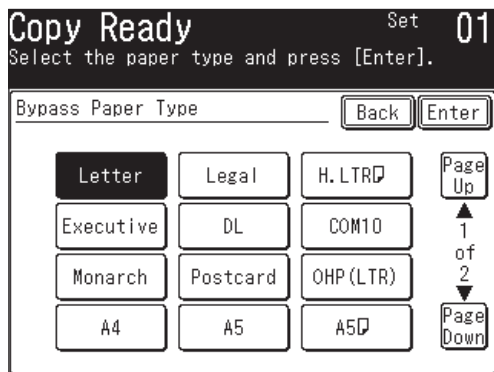 Copy Ready Set 01
Select the paper type and press [Enter].
Bypass Paper Type Back Enter
Letter Legal H.LTR
Page Up
Executive DL COM10
1 of 2
Monarch Postcard OHP(LTR)
A4 A5 A5
Page Down